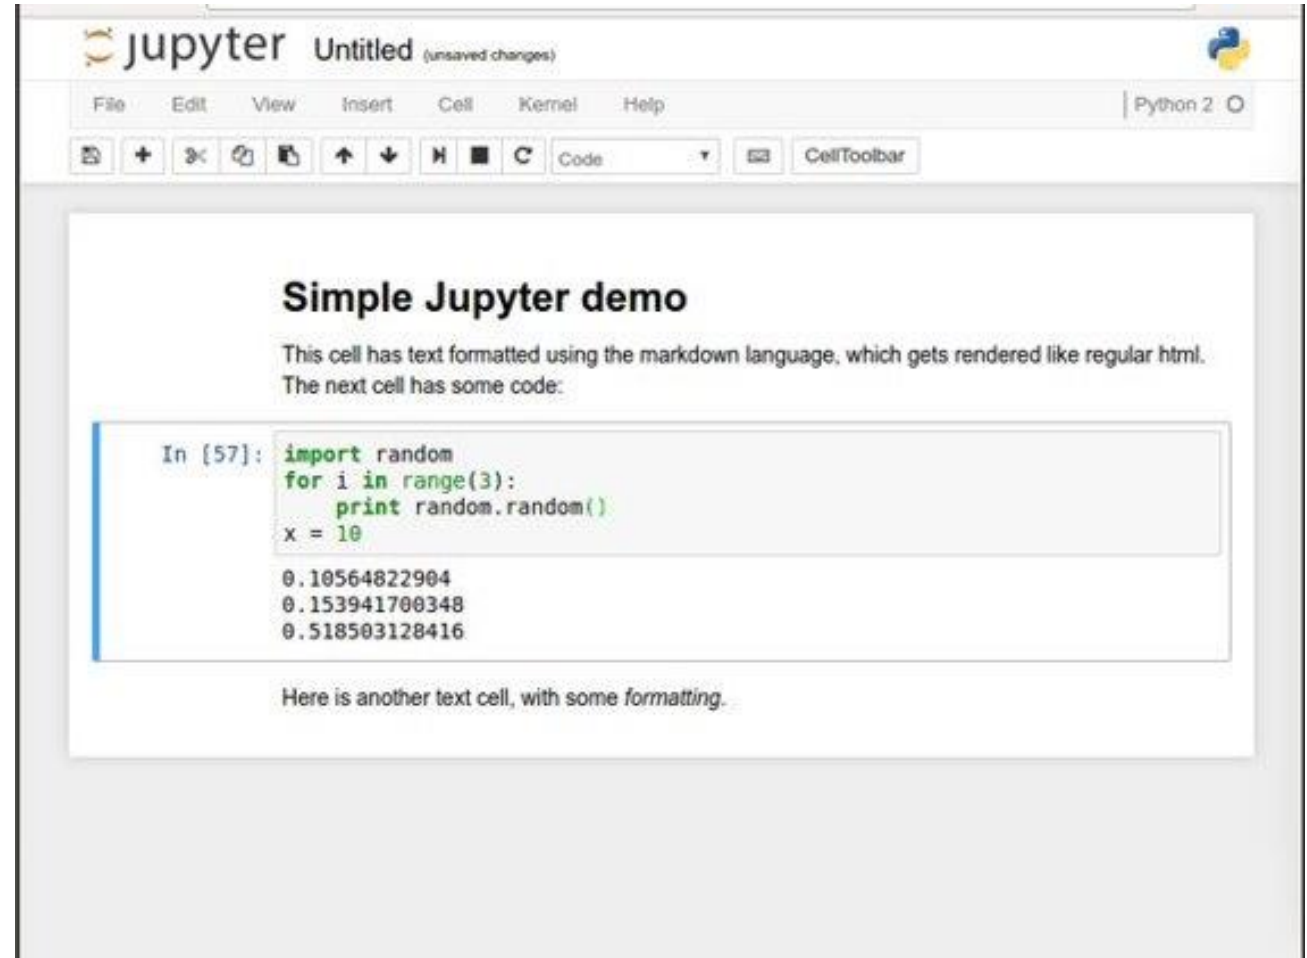 jupyter Untitled (unsaved changes)
File Edit View Insert Cell Kernel Help Python 2
Code CellToolbar
Simple Jupyter demo
This cell has text formatted using the markdown language, which gets rendered like regular html.
The next cell has some code:
In [57]: import random
for i in range(3):
    print random.random()
x = 10
0.10564822904
0.153941700348
0.518503128416
Here is another text cell, with some formatting.